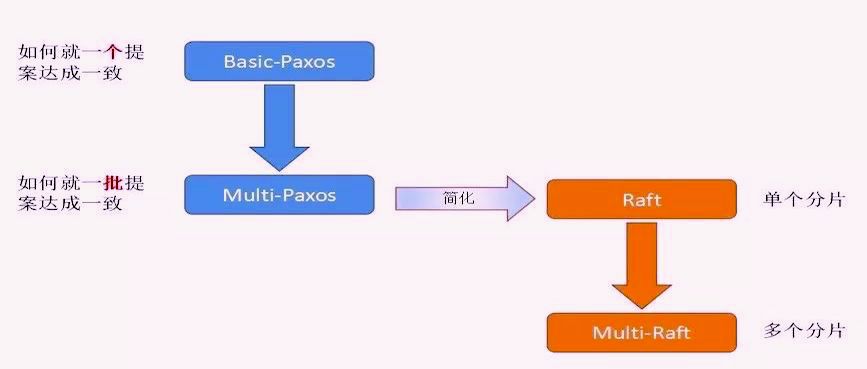 如何就一个提
案达成一致
Basic-Paxos
如何就一批提
案达成一致
Multi-Paxos
简化
Raft
单个分片
Multi-Raft
多个分片